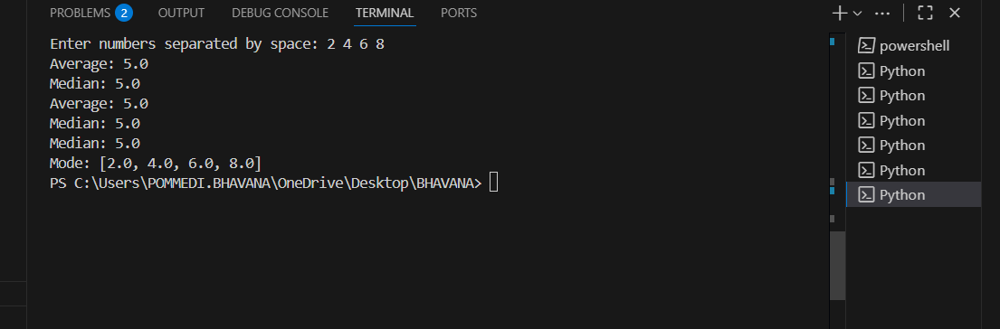 PROBLEMS 2 OUTPUT DEBUG CONSOLE TERMINAL PORTS
Enter numbers separated by space: 2 4 6 8
Average: 5.0
Median: 5.0
Average: 5.0
Median: 5.0
Median: 5.0
Mode: [2.0, 4.0, 6.0, 8.0]
PS C:\Users\POMMEDI.BHAVANA\OneDrive\Desktop\BHAVANA>
powershell
Python
Python
Python
Python
Python
Python